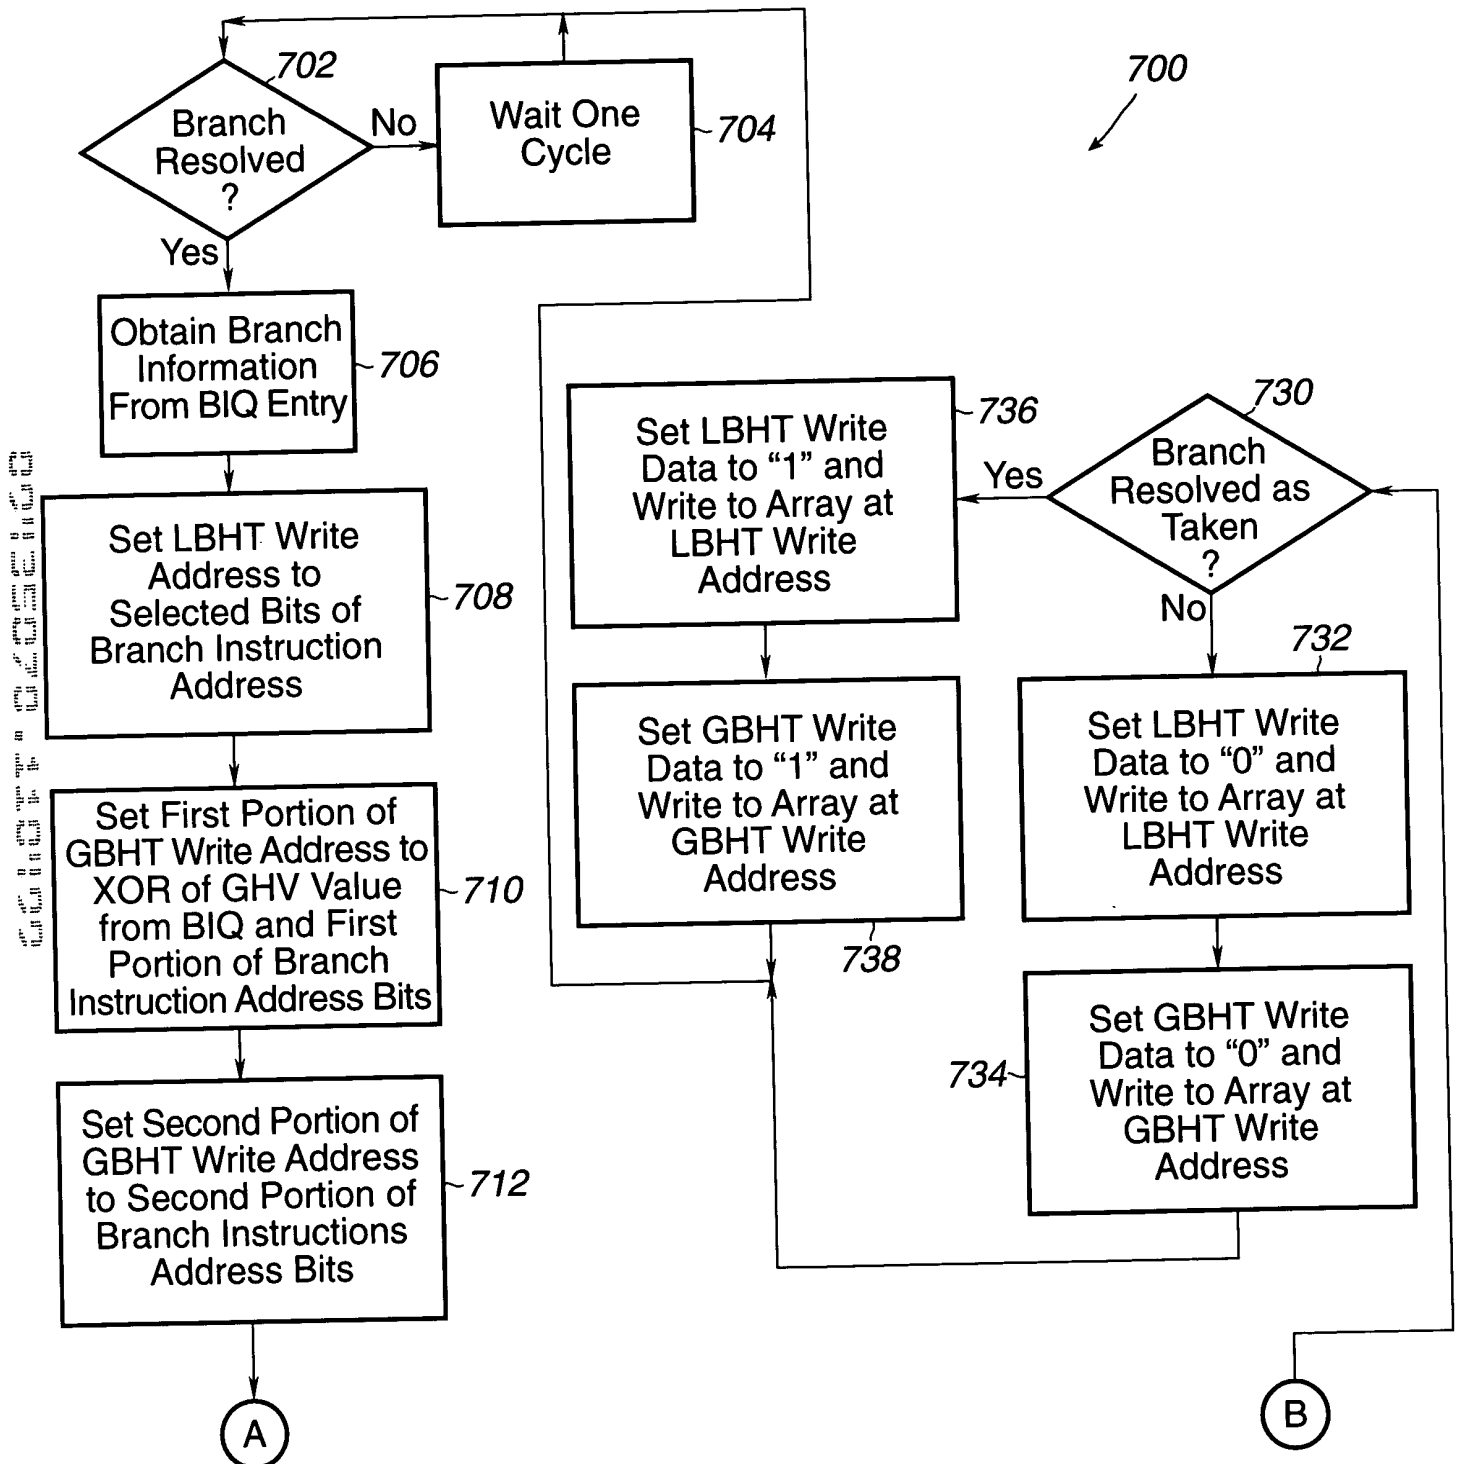 700
702
Branch
Resolved
?
No
Yes
Wait One
Cycle
704
Obtain Branch
Information
From BIQ Entry
706
Set LBHT Write
Address to
Selected Bits of
Branch Instruction
Address
708
Set First Portion of
GBHT Write Address to
XOR of GHV Value
from BIQ and First
Portion of Branch
Instruction Address Bits
710
Set Second Portion of
GBHT Write Address
to Second Portion of
Branch Instructions
Address Bits
712
A
B
730
Branch
Resolved as
Taken
?
Yes
No
736
Set LBHT Write
Data to “1” and
Write to Array at
LBHT Write
Address
Set GBHT Write
Data to “1” and
Write to Array at
GBHT Write
Address
738
732
Set LBHT Write
Data to “0” and
Write to Array at
LBHT Write
Address
Set GBHT Write
Data to “0” and
Write to Array at
GBHT Write
Address
734